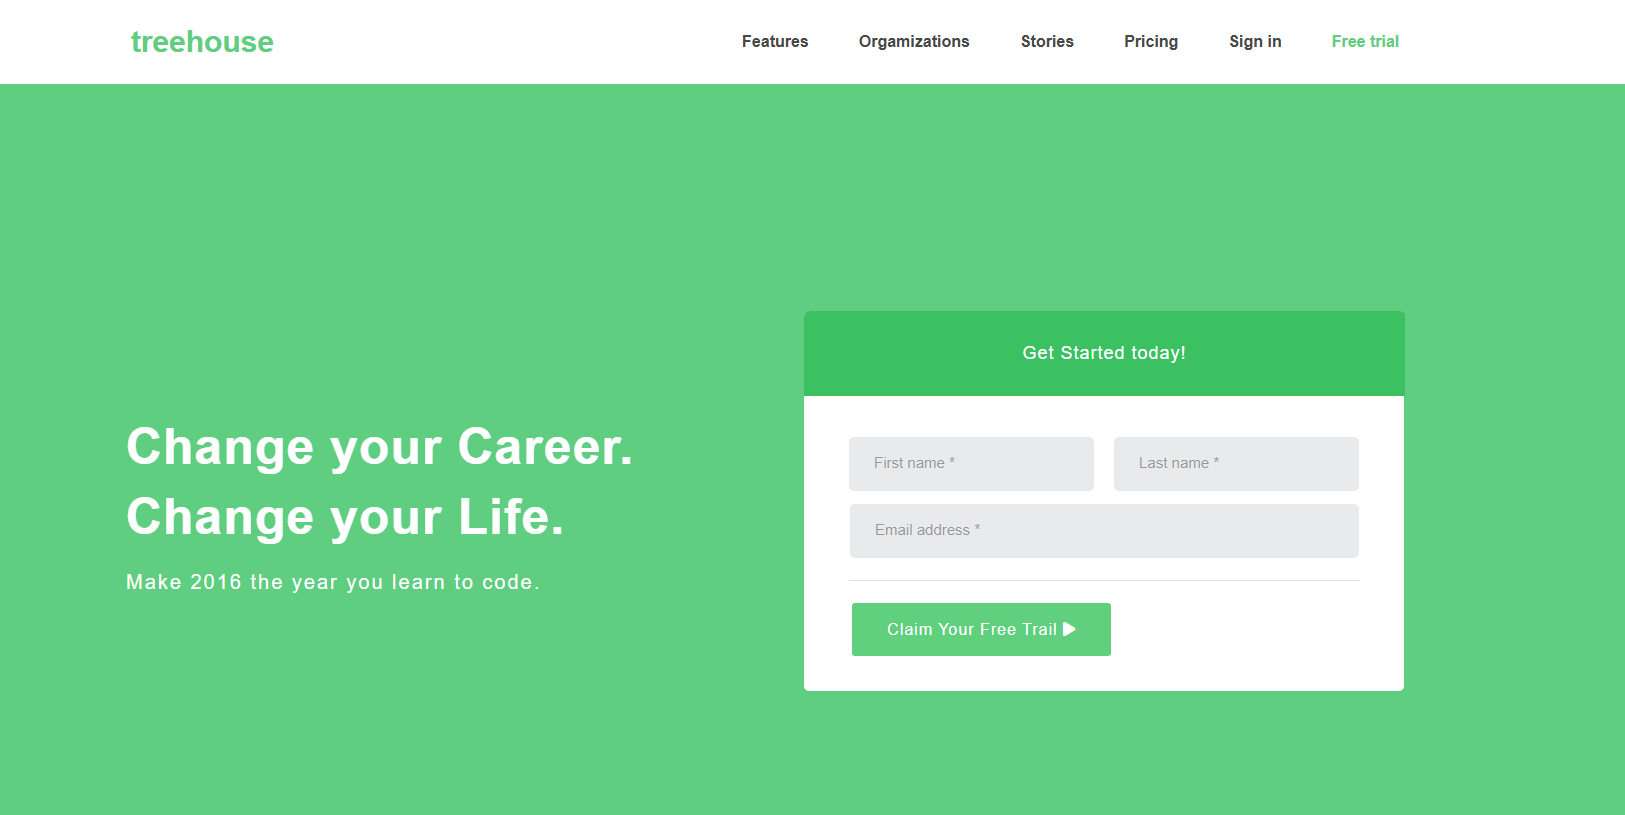 treehouse
Features Orgamizations Stories Pricing Sign in Free trial
Change your Career.
Change your Life.
Make 2016 the year you learn to code.
Get Started today!
First name * Last name *
Email address *
Claim Your Free Trail